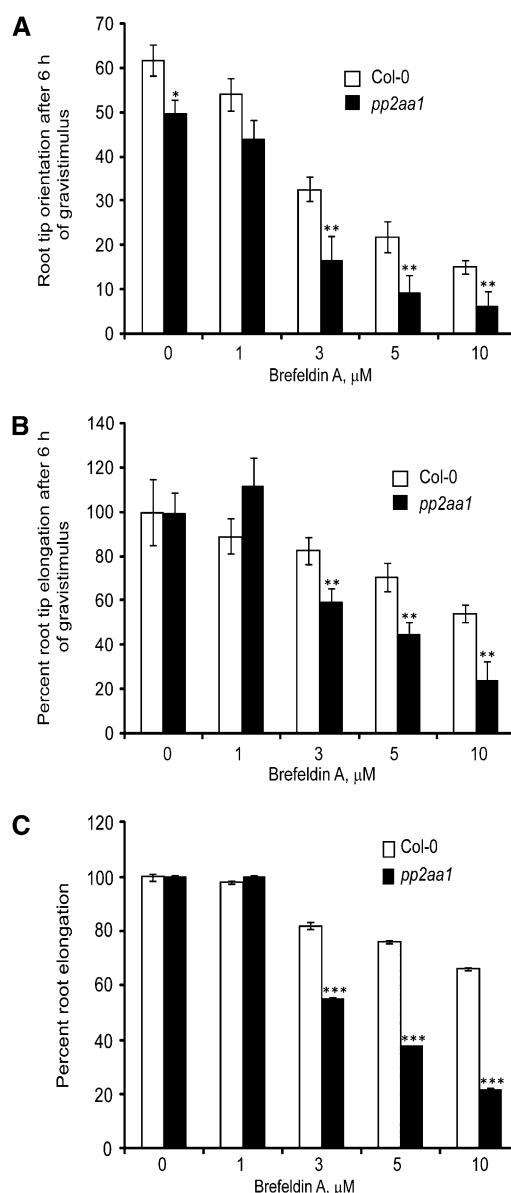 A
Root tip orientation after 6 h
of gravistimulus
70
60
50
40
30
20
10
0
Col-0
pp2aa1
*
**
**
**
0 1 3 5 10
Brefeldin A, μM
B
Percent root tip elongation after 6 h
of gravistimulus
140
120
100
80
60
40
20
0
Col-0
pp2aa1
**
**
**
0 1 3 5 10
Brefeldin A, μM
C
Percent root elongation
120
100
80
60
40
20
0
Col-0
pp2aa1
***
***
***
0 1 3 5 10
Brefeldin A, μM